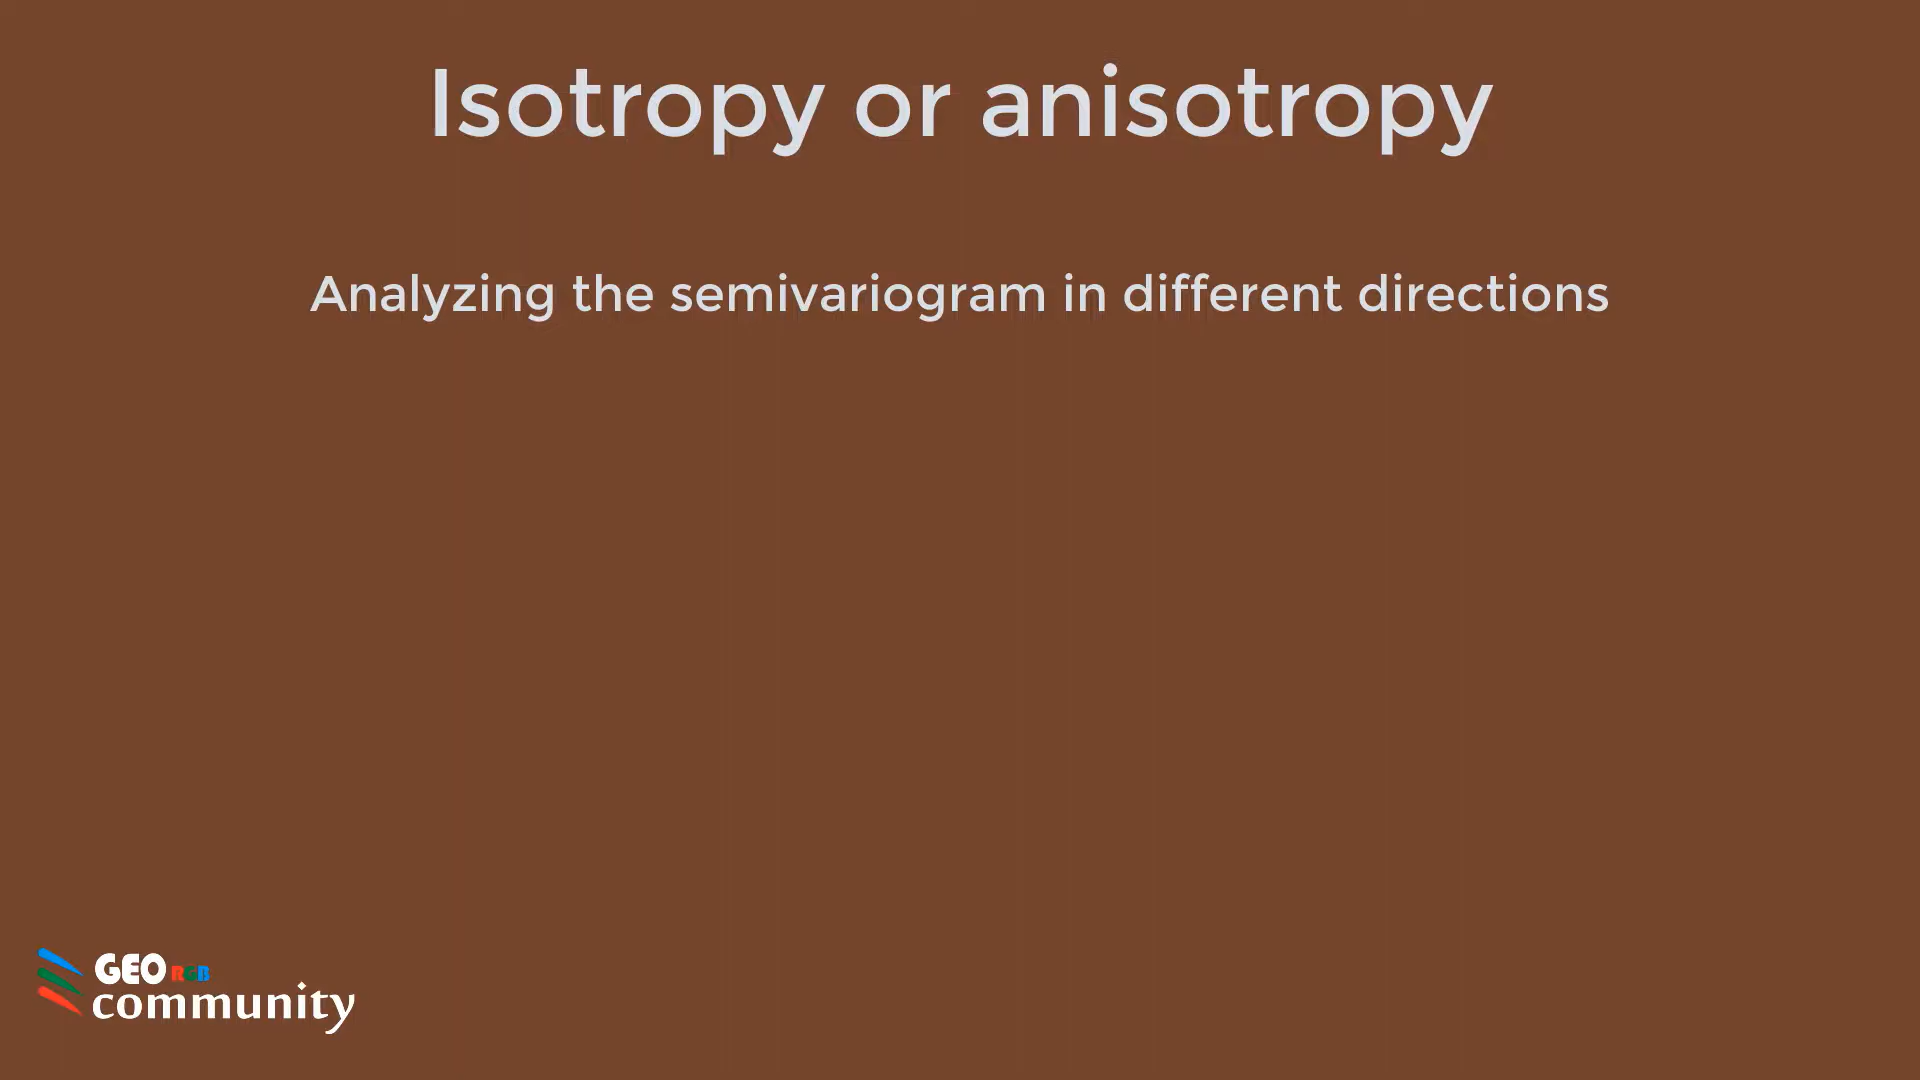 Isotropy or anisotropy
Analyzing the semivariogram in different directions
GEO RGB
community